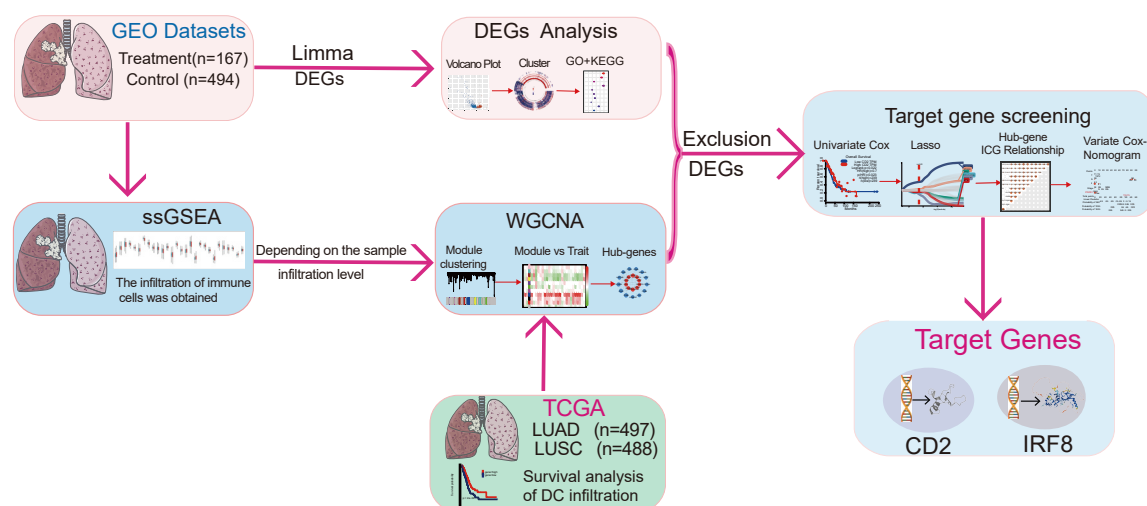 GEO Datasets
Treatment(n=167)
Control (n=494)
Limma
DEGs
DEGs Analysis
Volcano Plot
Cluster
GO+KEGG
Exclusion
DEGs
Target gene screening
Univariate Cox
Lasso
Hub-gene
ICG Relationship
Variate Cox-
Nomogram
ssGSEA
The infiltration of immune
cells was obtained
Depending on the sample
infiltration level
WGCNA
Module
clustering
Module vs Trait
Hub-genes
TCGA
LUAD (n=497)
LUSC (n=488)
Survival analysis
of DC infiltration
Target Genes
CD2
IRF8